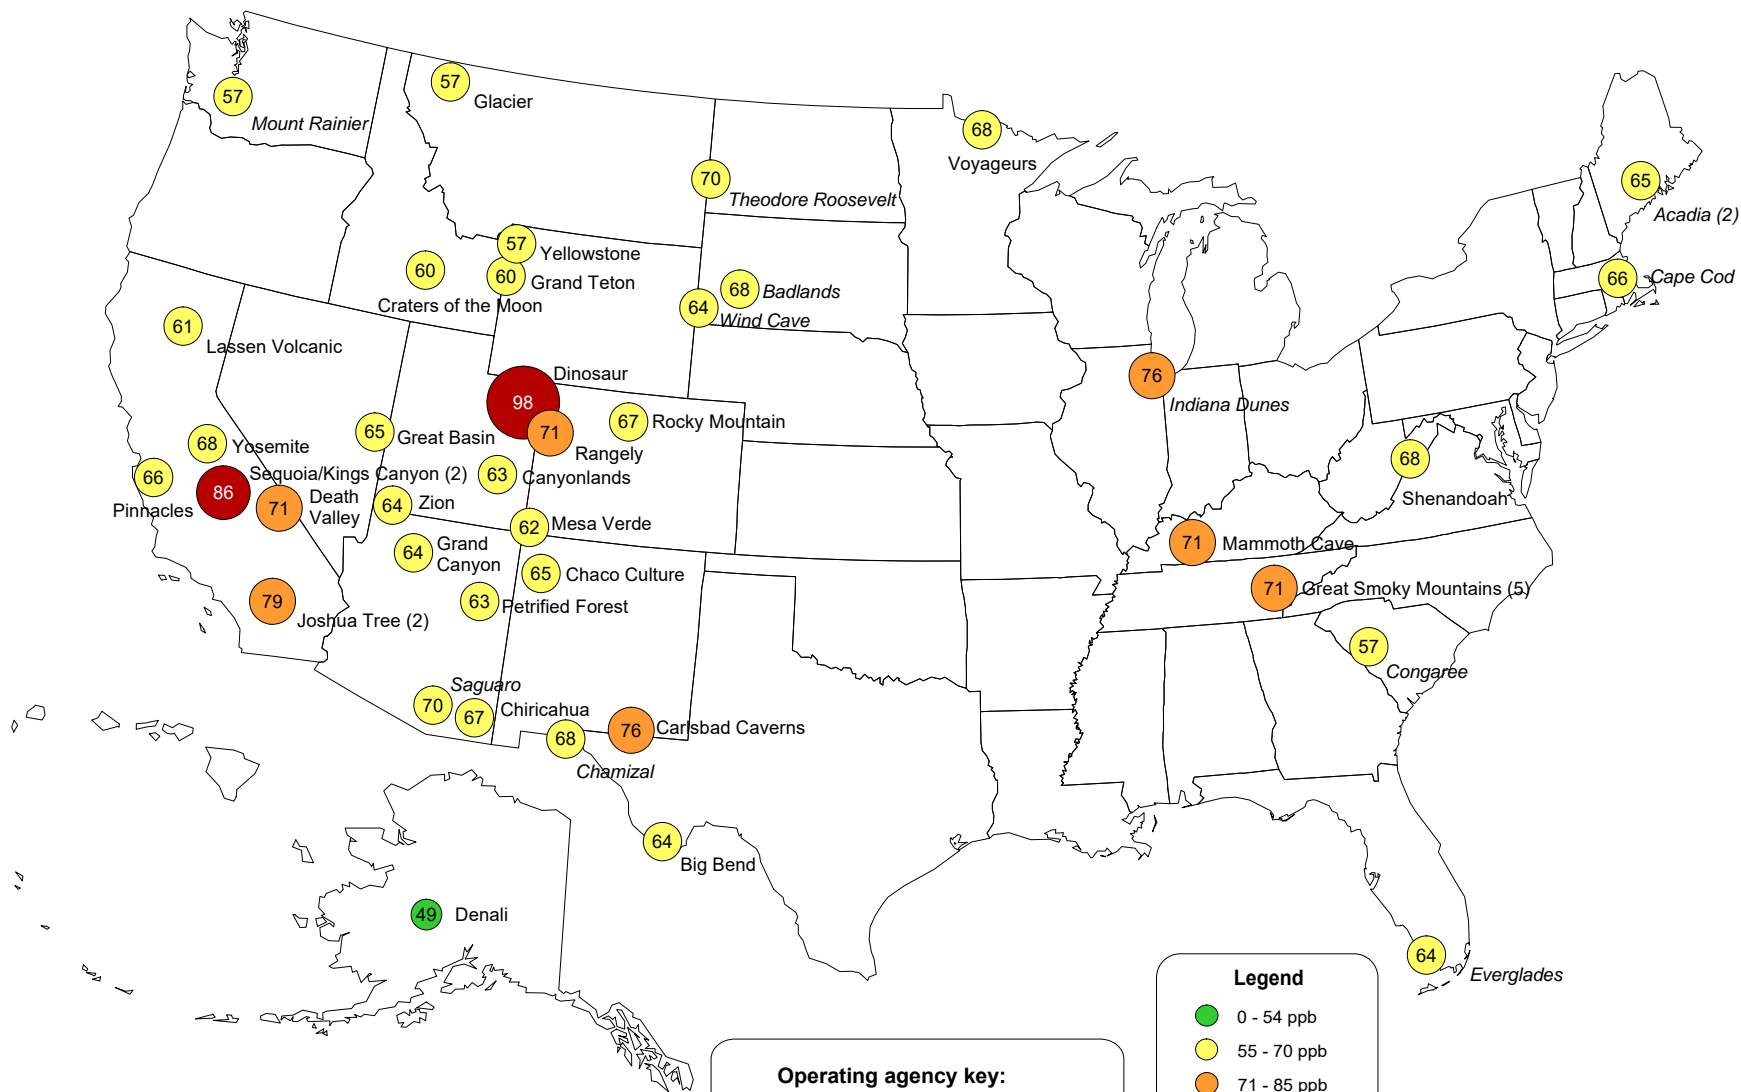 57
Mount Rainier
57
Glacier
68
Voyageurs
70
Theodore Roosevelt
65
Acadia (2)
57
Yellowstone
60
Craters of the Moon
60
Grand Teton
68
Badlands
64
Wind Cave
66
Cape Cod
61
Lassen Volcanic
98
Dinosaur
76
Indiana Dunes
65
Great Basin
71
Rangely
67
Rocky Mountain
68
Yosemite
66
Pinnacles
86
Sequoia/Kings Canyon (2)
71
Death
Valley
63
Canyonlands
64
Zion
68
Shenandoah
62
Mesa Verde
64
Grand
Canyon
65
Chaco Culture
71
Mammoth Cave
79
Joshua Tree (2)
63
Petrified Forest
71
Great Smoky Mountains (5)
57
Congaree
70
Saguaro
67
Chiricahua
68
Chamizal
76
Carlsbad Caverns
64
Big Bend
49
Denali
64
Everglades
Legend
0 - 54 ppb
55 - 70 ppb
71 - 85 ppb
Operating agency key: